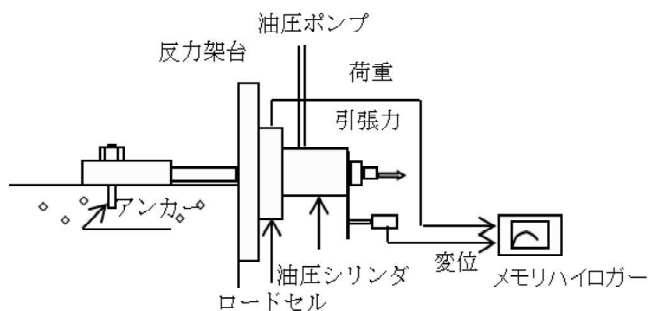 油圧ポンプ
反力架台
荷重
引張力
アンカー
変位
油圧シリンダ
メモリハイロガー
ロードセル